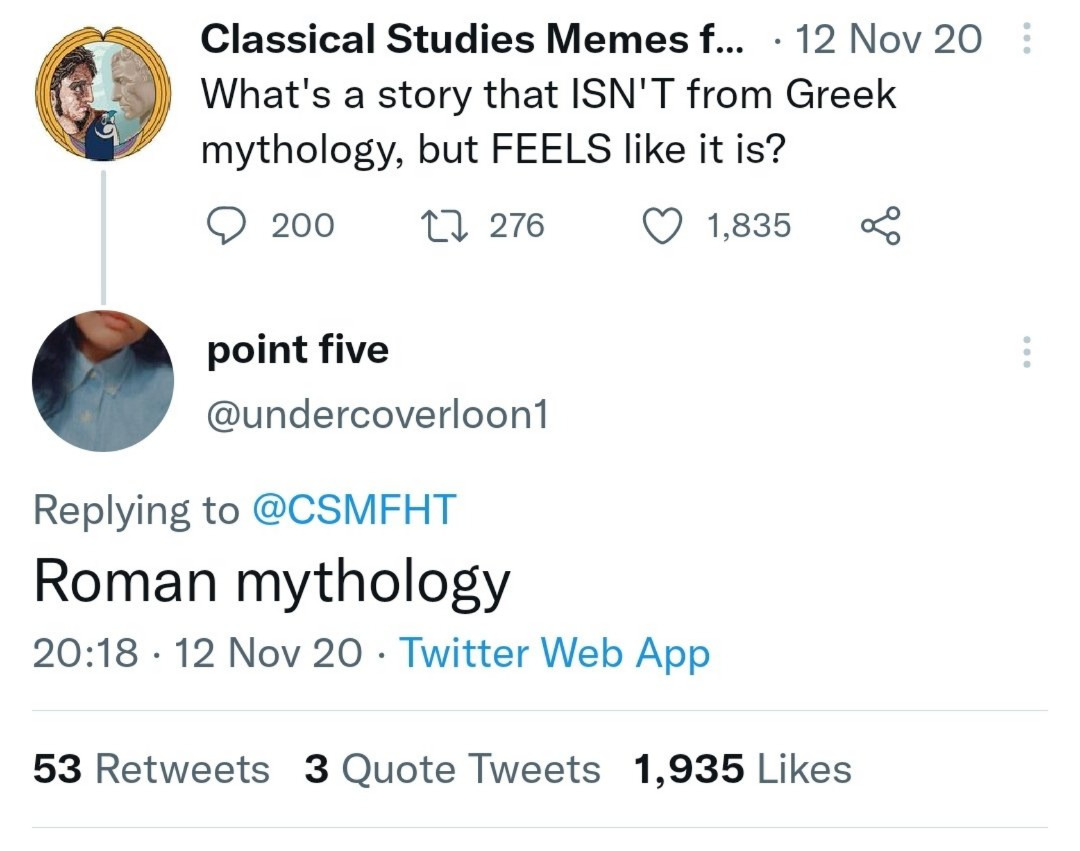 Classical Studies Memes f... · 12 Nov 20
What's a story that ISN'T from Greek
mythology, but FEELS like it is?
200 276 1,835
point five
@undercoverloon1
Replying to @CSMFHT
Roman mythology
20:18 · 12 Nov 20 · Twitter Web App
53 Retweets 3 Quote Tweets 1,935 Likes